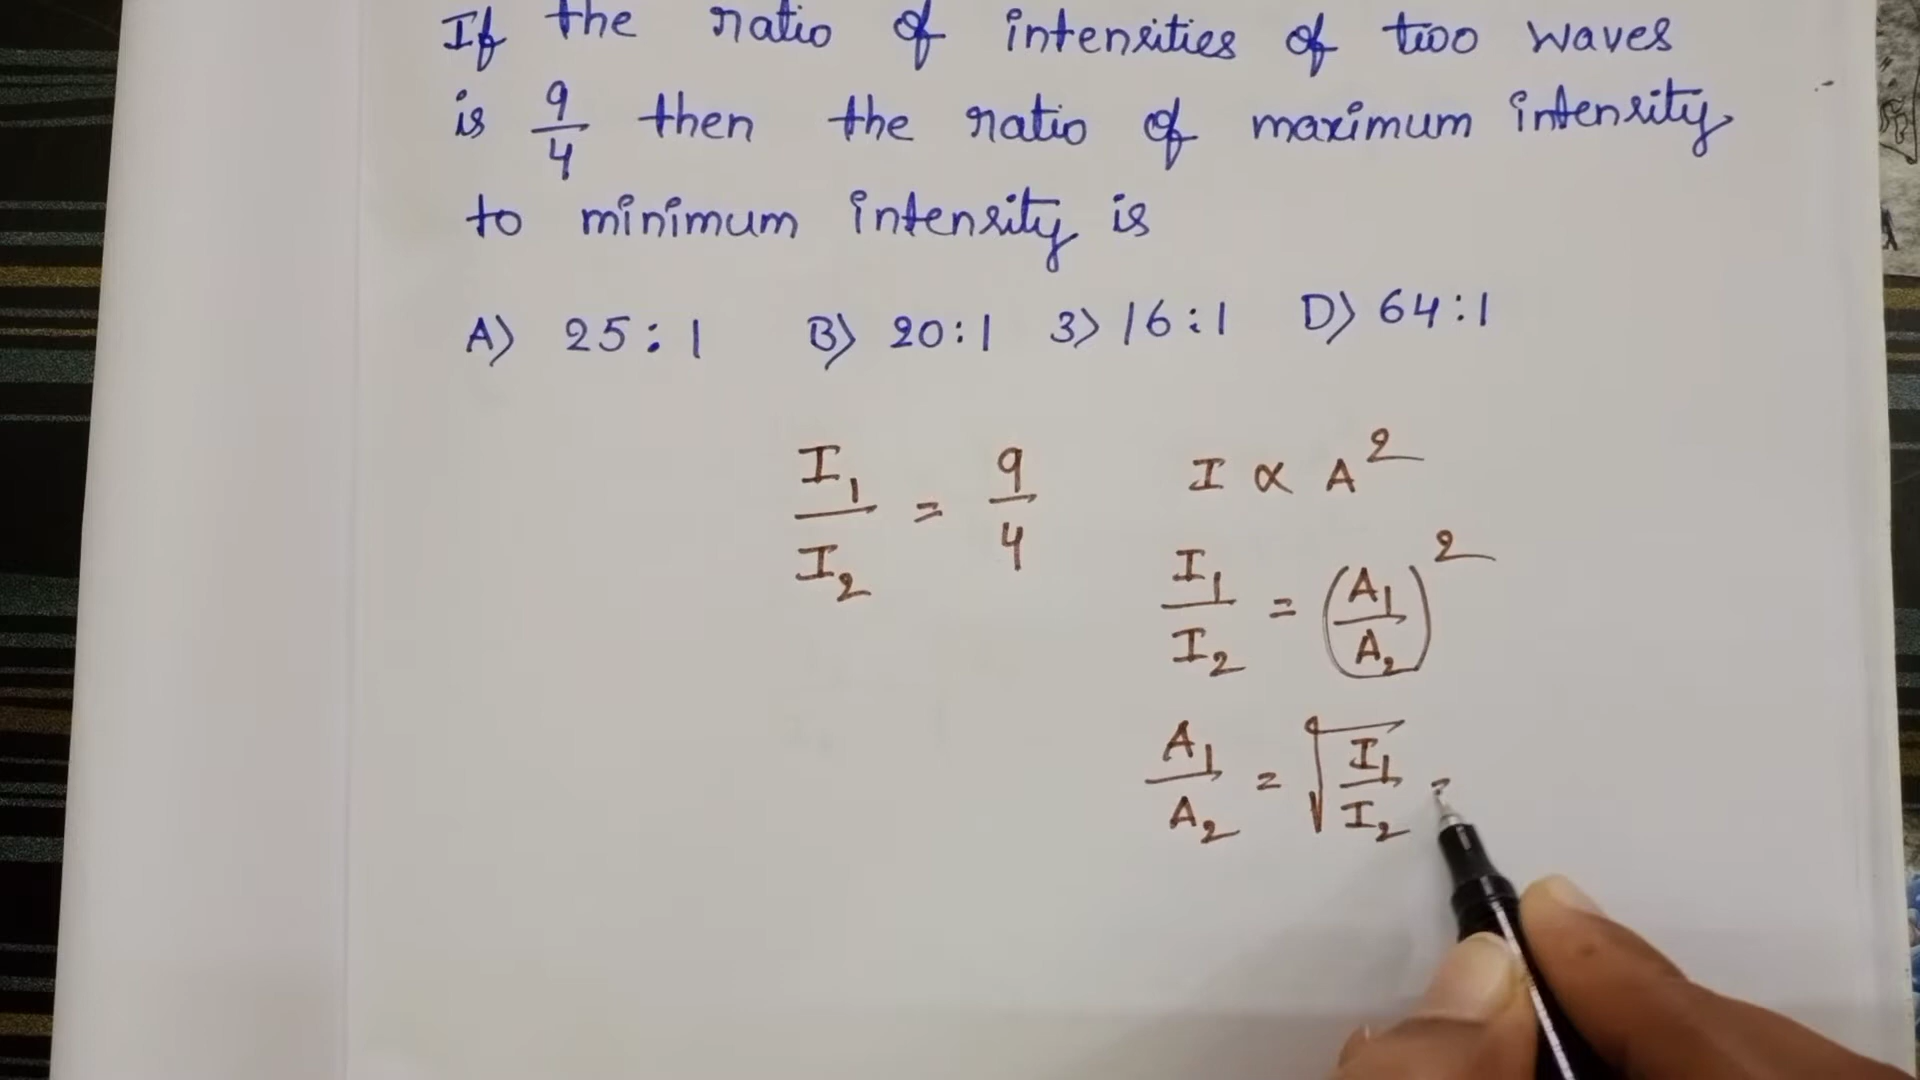 If the ratio of intensities of two waves
is 9/4 then the ratio of maximum intensity
to minimum intensity is
A) 25:1 B) 20:1 3) 16:1 D) 64:1
I₁/I₂ = 9/4
I ∝ A²
I₁/I₂ = (A₁/A₂)²
A₁/A₂ = √(I₁/I₂) =